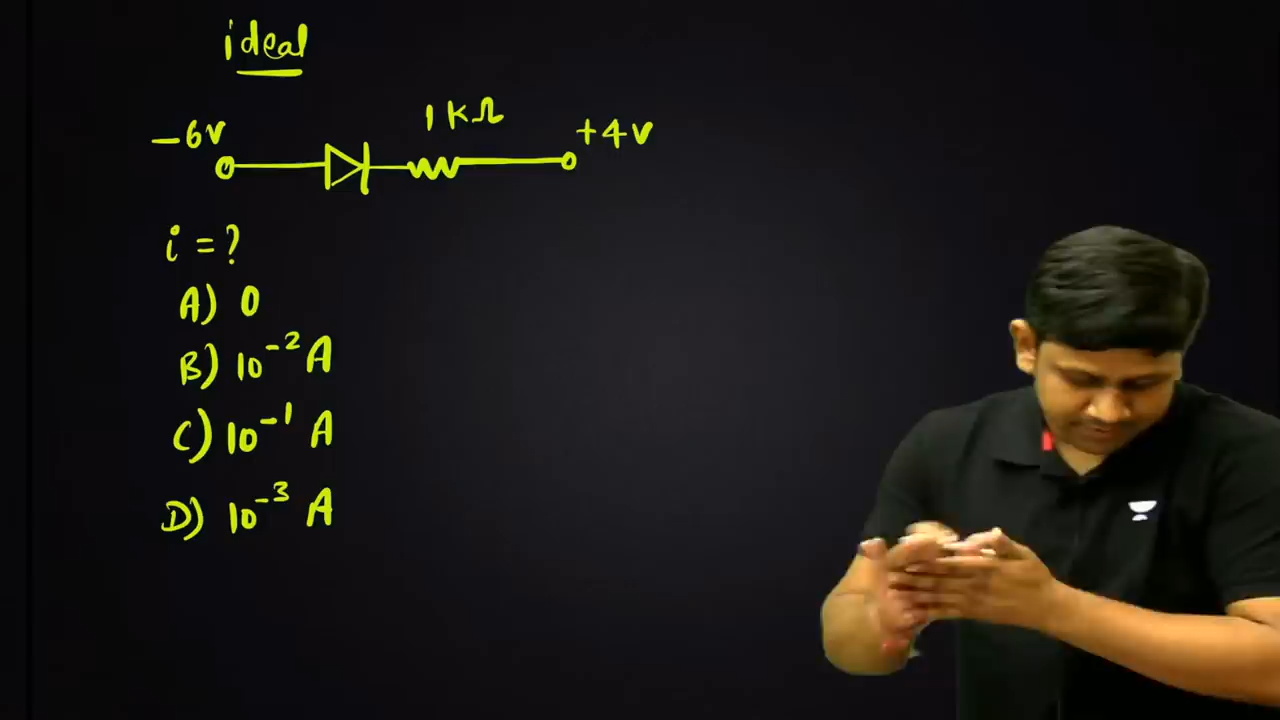 ideal
-6V
1 KΩ
+4V
i = ?
A) 0
B) 10⁻² A
C) 10⁻¹ A
D) 10⁻³ A